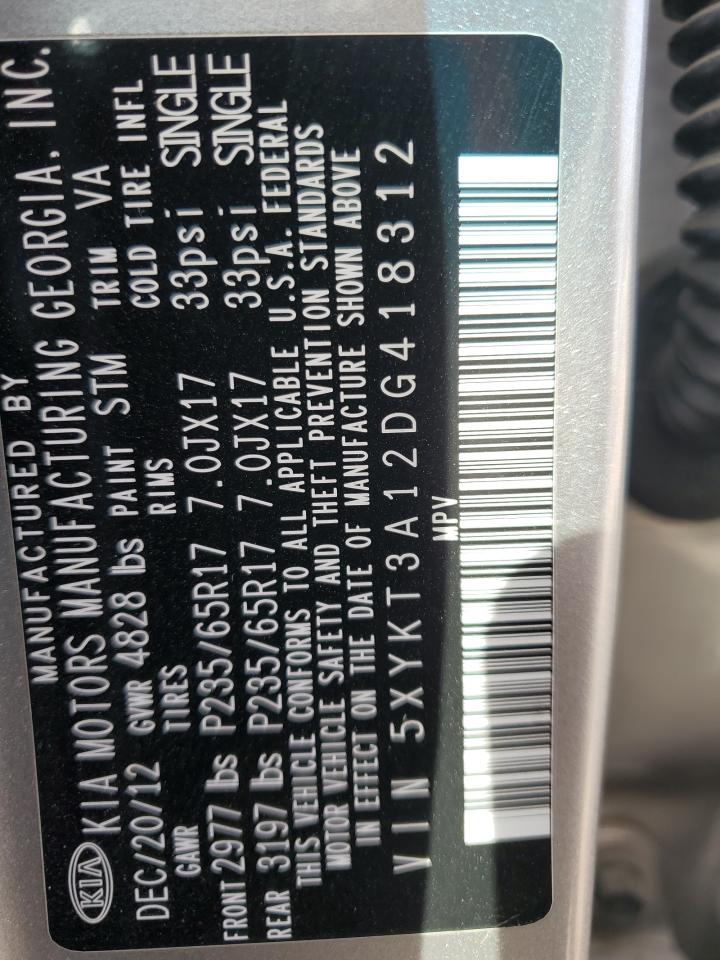 MANUFACTURED BY
KIA KIA MOTORS MANUFACTURING GEORGIA, INC.
DEC/20/12 GVWR 4828 lbs PAINT STM TRIM VA
GAWR TIRES RIMS COLD TIRE INFL
FRONT 2977 lbs P235/65R17 7.0JX17 33psi SINGLE
REAR 3197 lbs P235/65R17 7.0JX17 33psi SINGLE
THIS VEHICLE CONFORMS TO ALL APPLICABLE U.S.A. FEDERAL
MOTOR VEHICLE SAFETY AND THEFT PREVENTION STANDARDS
IN EFFECT ON THE DATE OF MANUFACTURE SHOWN ABOVE
VIN 5XYKT3A12DG418312
MPV